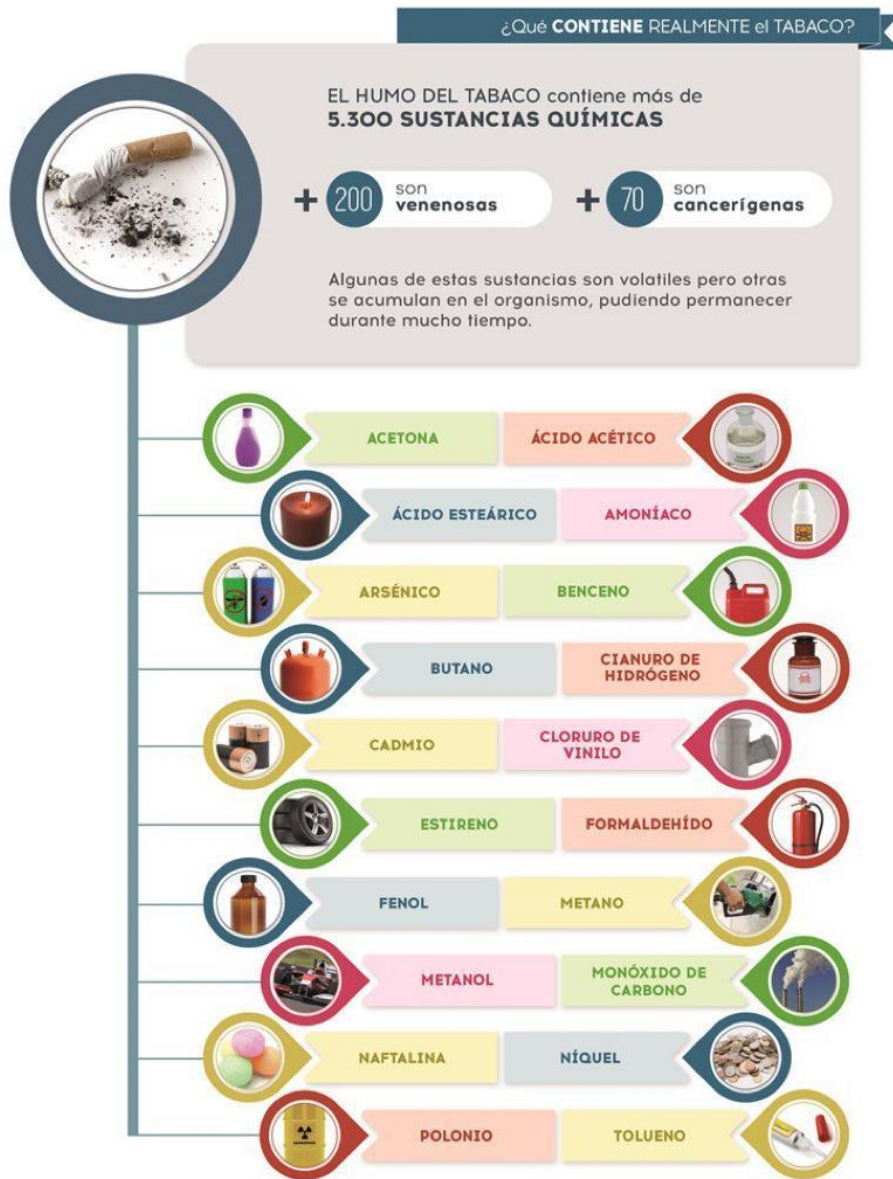 ¿Qué CONTIENE REALMENTE el TABACO?
EL HUMO DEL TABACO contiene más de
5.300 SUSTANCIAS QUÍMICAS
+ 200 son
venenosas
+ 70 son
cancerígenas
Algunas de estas sustancias son volatiles pero otras
se acumulan en el organismo, pudiendo permanecer
durante mucho tiempo.
ACETONA
ÁCIDO ACÉTICO
ÁCIDO ESTEÁRICO
AMONÍACO
ARSÉNICO
BENCENO
BUTANO
CIANURO DE
HIDRÓGENO
CADMIO
CLORURO DE
VINILO
ESTIRENO
FORMALDEHÍDO
FENOL
METANO
METANOL
MONÓXIDO DE
CARBONO
NAFTALINA
NÍQUEL
POLONIO
TOLUENO